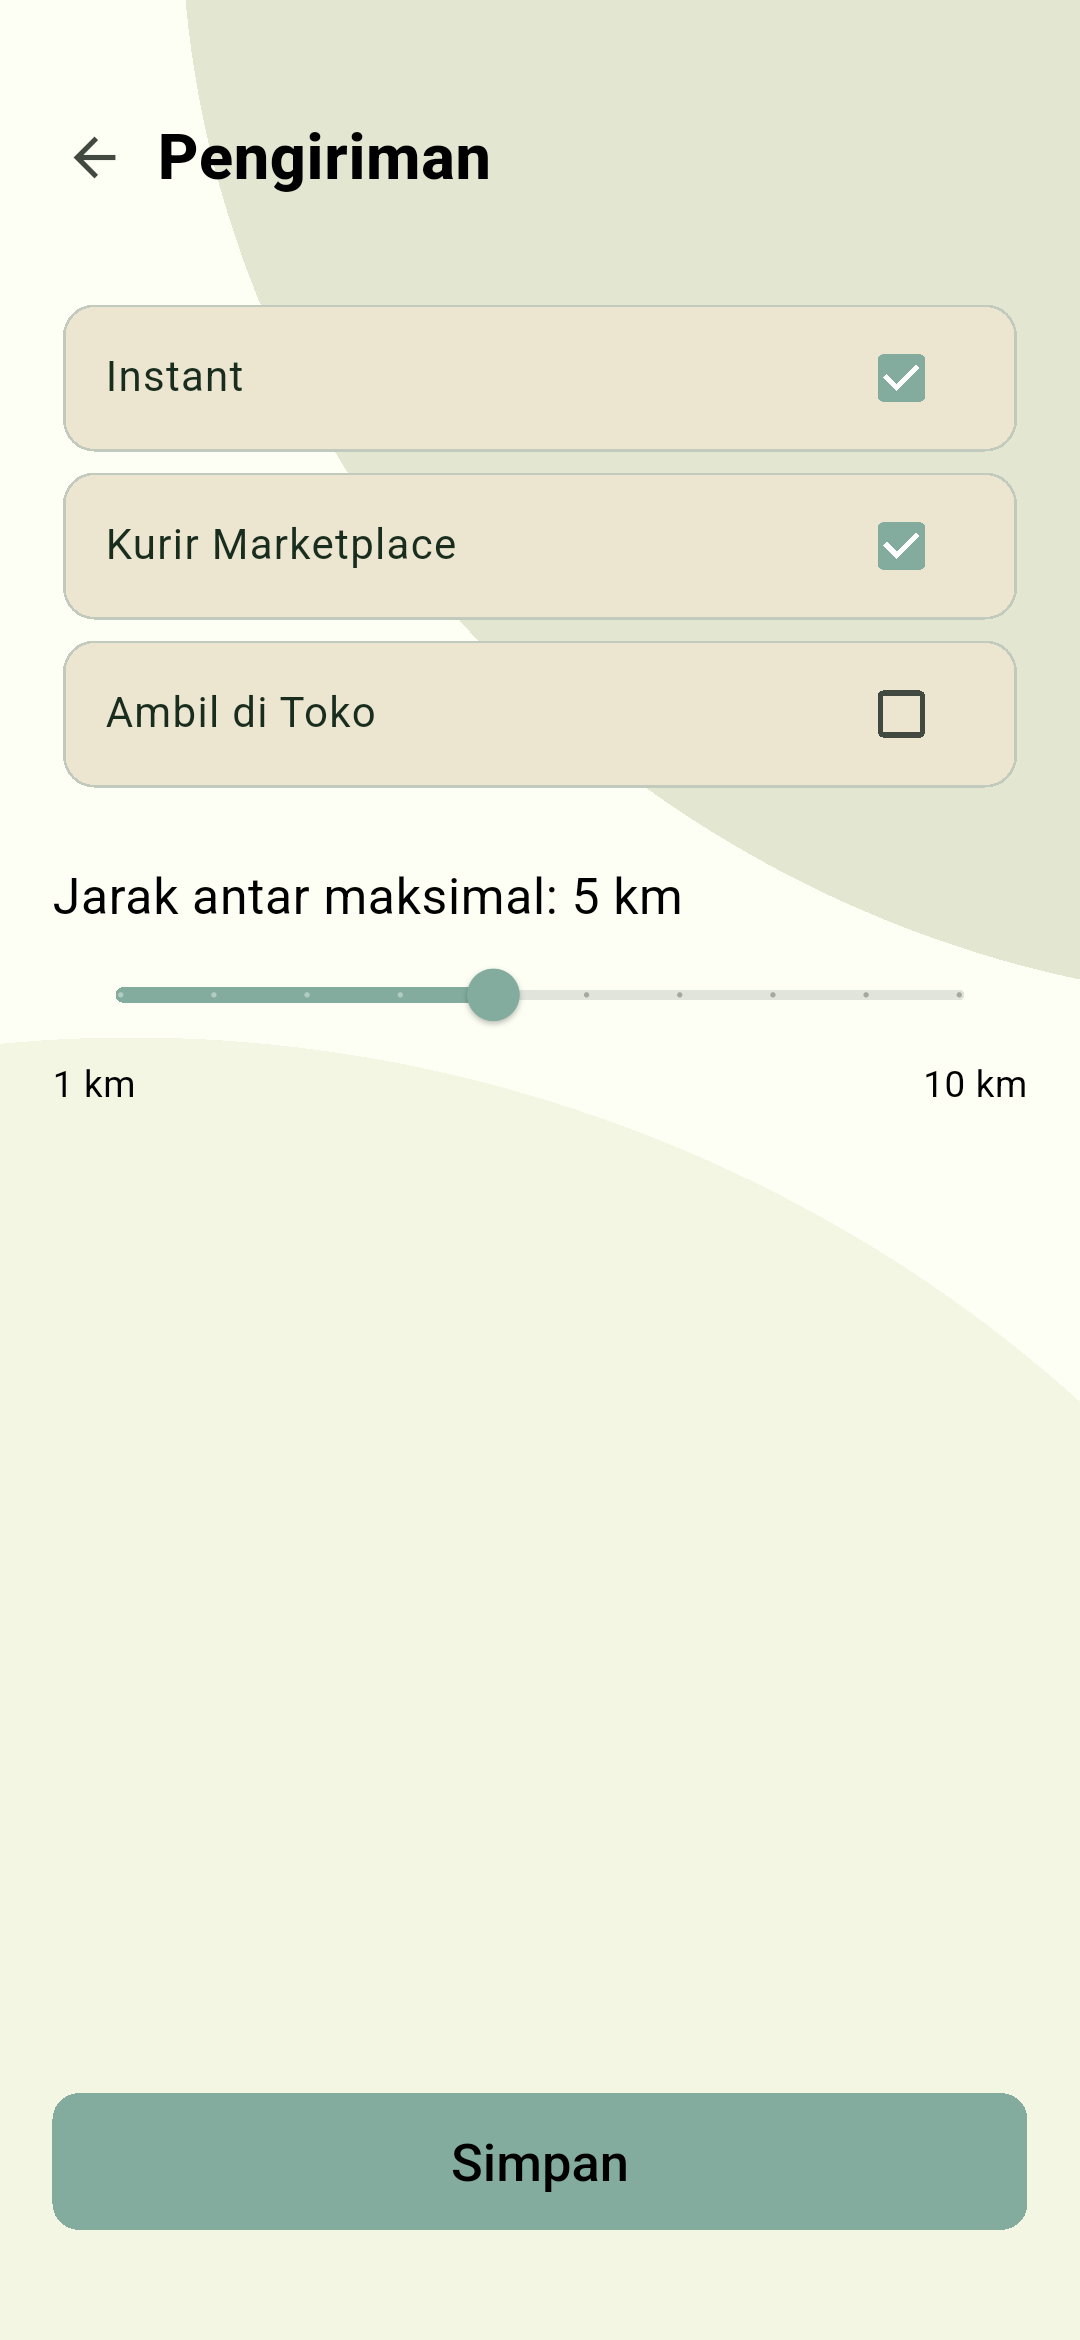 Pengiriman
Instant
Kurir Marketplace
Ambil di Toko
Jarak antar maksimal: 5 km
1 km
10 km
Simpan